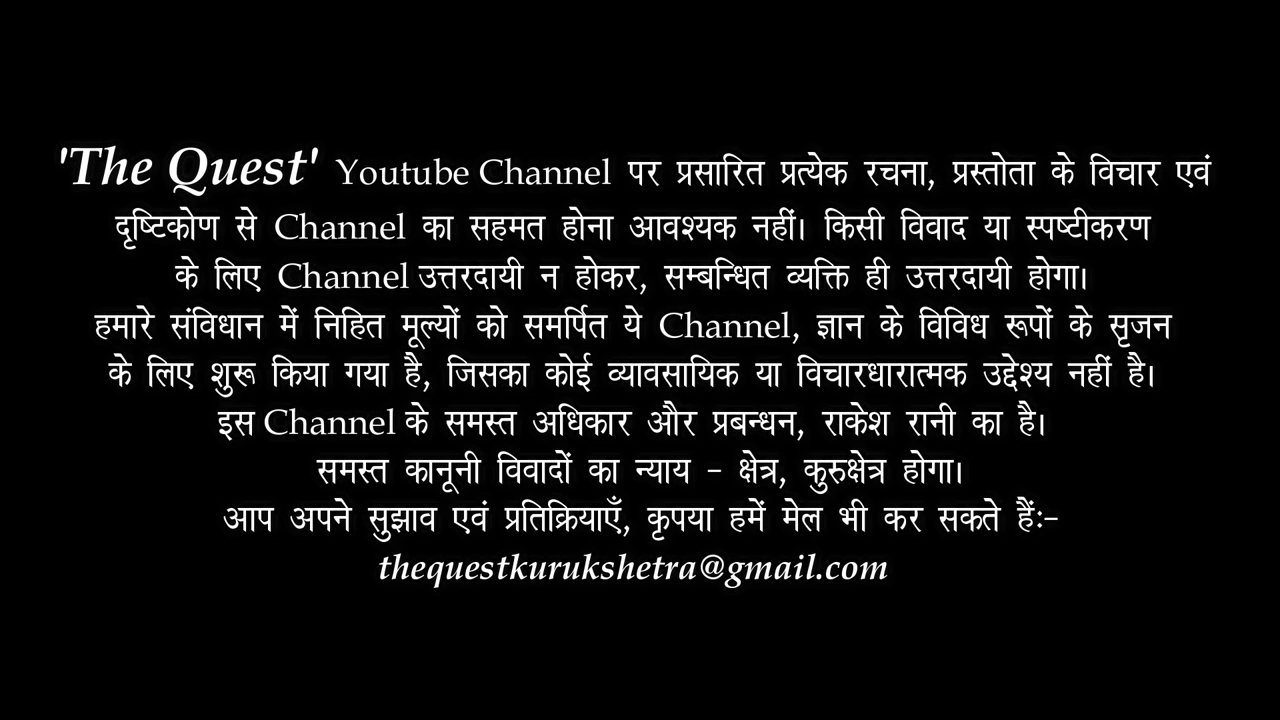 'The Quest' Youtube Channel पर प्रसारित प्रत्येक रचना, प्रस्तोता के विचार एवं
दृष्टिकोण से Channel का सहमत होना आवश्यक नहीं। किसी विवाद या स्पष्टीकरण
के लिए Channel उत्तरदायी न होकर, सम्बन्धित व्यक्ति ही उत्तरदायी होगा।
हमारे संविधान में निहित मूल्यों को समर्पित ये Channel, ज्ञान के विविध रूपों के सृजन
के लिए शुरू किया गया है, जिसका कोई व्यावसायिक या विचारधारात्मक उद्देश्य नहीं है।
इस Channel के समस्त अधिकार और प्रबन्धन, राकेश रानी का है।
समस्त कानूनी विवादों का न्याय - क्षेत्र, कुरुक्षेत्र होगा।
आप अपने सुझाव एवं प्रतिक्रियाएँ, कृपया हमें मेल भी कर सकते हैंः-
thequestkurukshetra@gmail.com